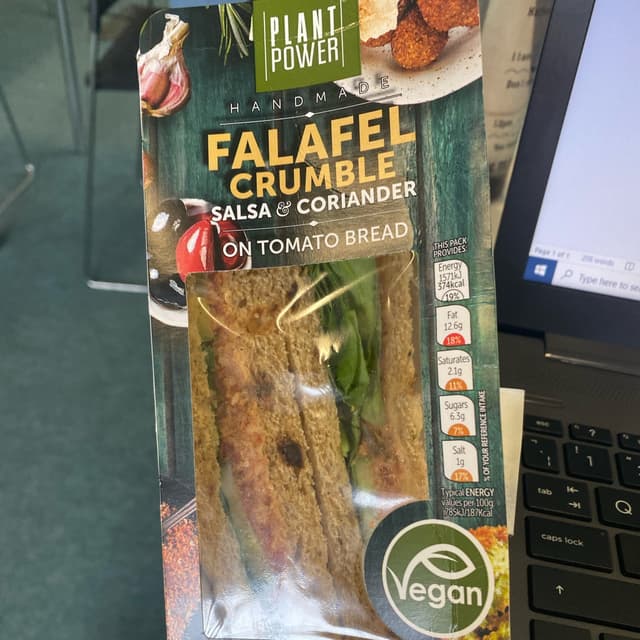 PLANT
POWER
HANDMADE
FALAFEL
CRUMBLE
SALSA & CORIANDER
ON TOMATO BREAD
THIS PACK
PROVIDES:
Energy
1571kJ
374kcal
19%
Fat
12.6g
18%
Saturates
2.1g
11%
Sugars
6.3g
7%
Salt
1g
17%
% OF YOUR REFERENCE INTAKE
Typical ENERGY
values per 100g
785kJ/187Kcal
Vegan
Page 1 of 1
words
Type here to se
esc
?
!
1
tab
Q
caps lock